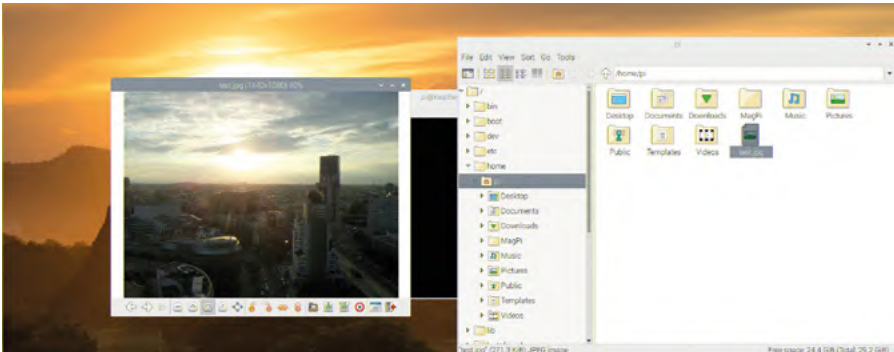 test.jpg (1440x1080) 40%
File Edit View Sort Go Tools
/home/pi
/
bin
boot
dev
etc
home
pi
Desktop
Documents
Downloads
MagPi
Music
Pictures
Public
Templates
Videos
lib
Desktop Documents Downloads MagPi Music Pictures
Public Templates Videos test.jpg
"test.jpg" (271.3 KiB) JPEG image
Free space: 24.4 GiB (Total: 29.2 GiB)